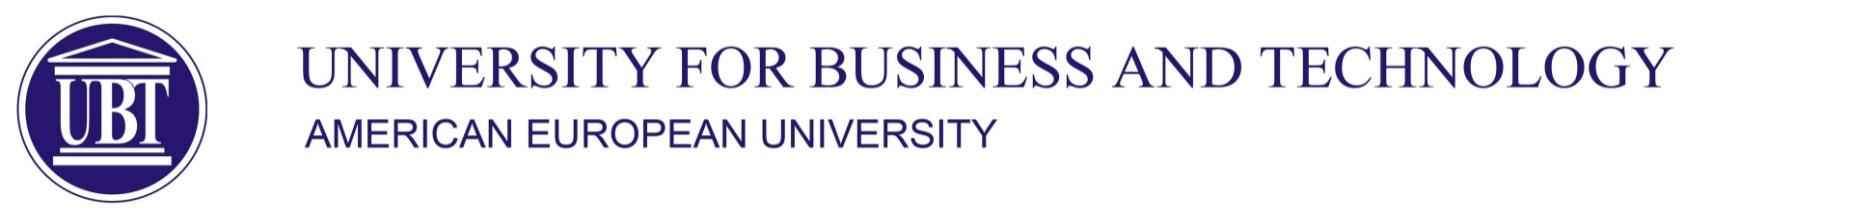 UBT
UNIVERSITY FOR BUSINESS AND TECHNOLOGY
AMERICAN EUROPEAN UNIVERSITY